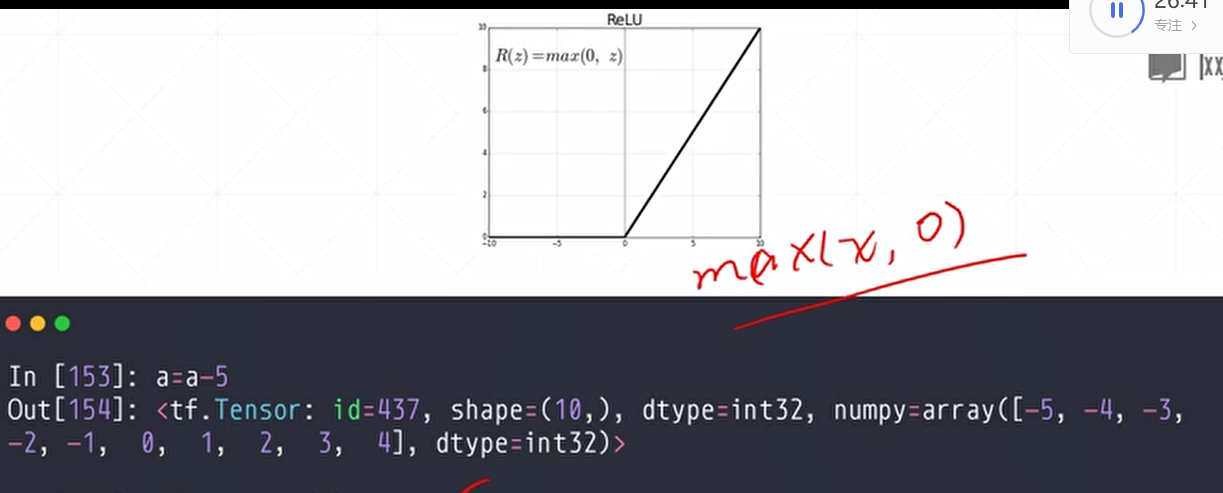 26:41
专注 >
ReLU
R(z)=max(0, z)
10
8
6
4
2
0
-10 -5 0 5 10
max(x, 0)
In [153]: a=a-5
Out[154]: <tf.Tensor: id=437, shape=(10,), dtype=int32, numpy=array([-5, -4, -3,
-2, -1, 0, 1, 2, 3, 4], dtype=int32)>